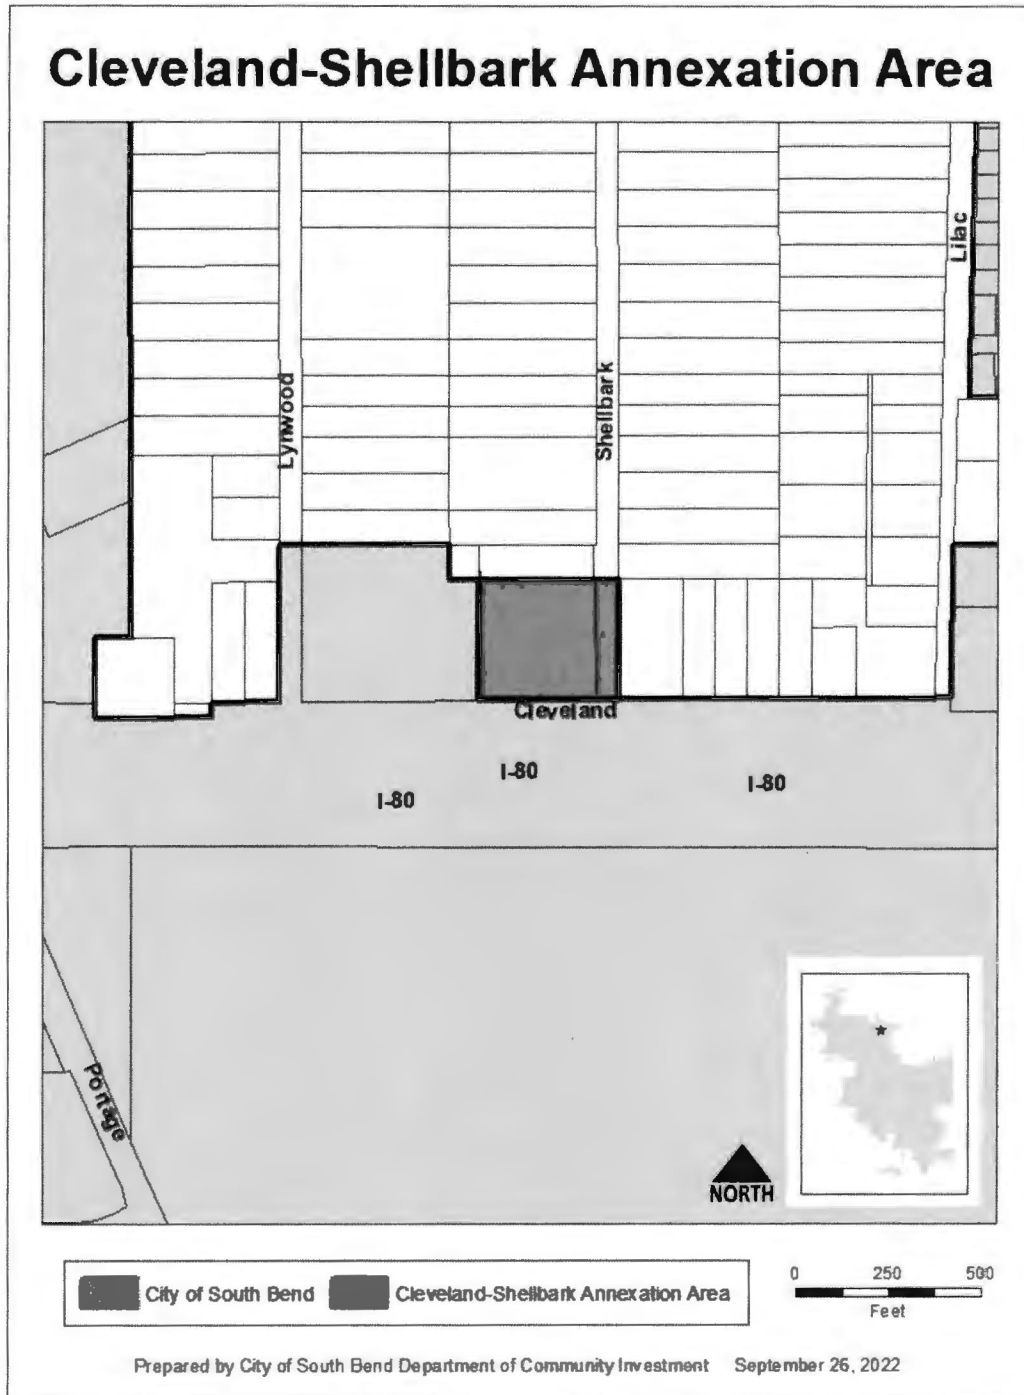 Cleveland-Shellbark Annexation Area
Lilac
Lynwood
Shellbark
Cleveland
I-80
I-80
I-80
Portage
NORTH
City of South Bend
Cleveland-Shellbark Annexation Area
0 250 500
Feet
Prepared by City of South Bend Department of Community Investment September 26, 2022